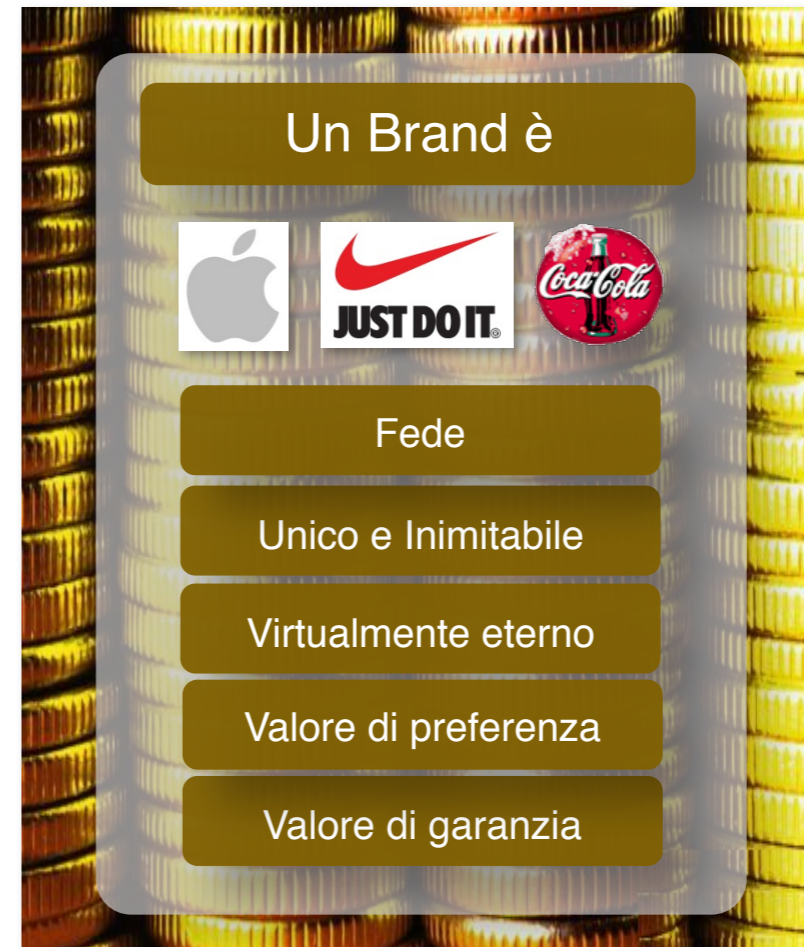 Un Brand è
JUST DO IT.
Coca-Cola
Fede
Unico e Inimitabile
Virtualmente eterno
Valore di preferenza
Valore di garanzia